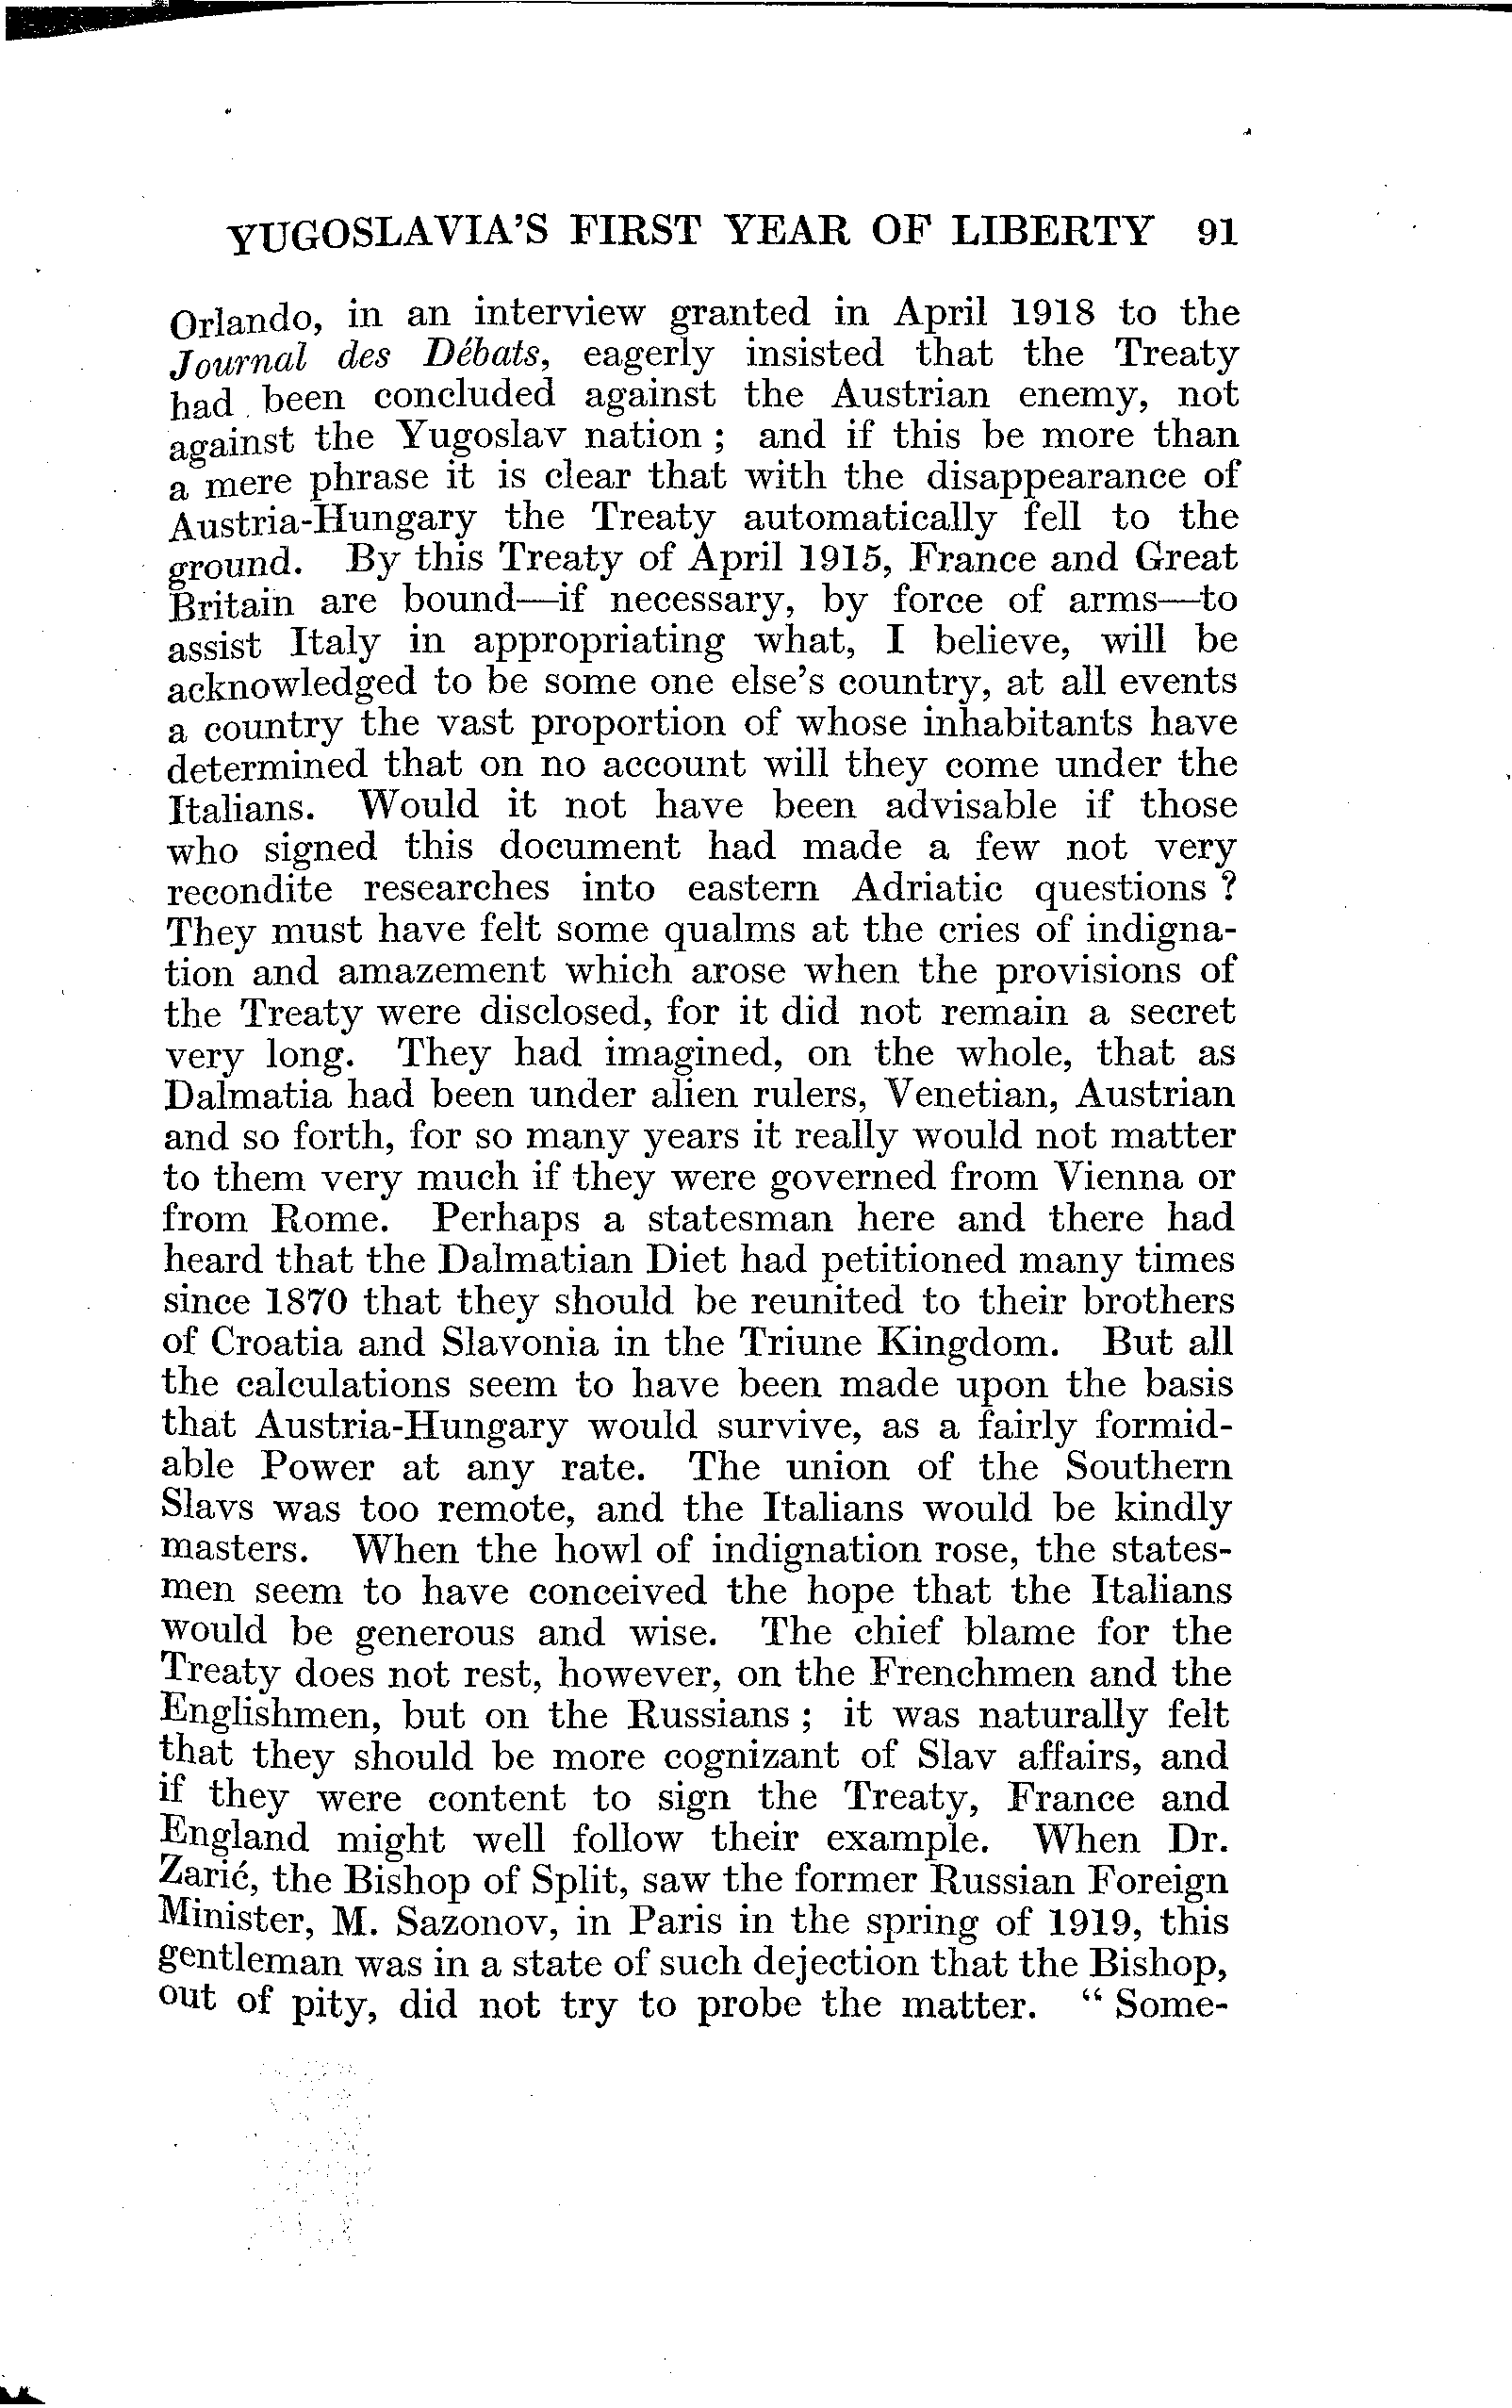 YUGOSLAVIA'S FIRST YEAR OF LIBERTY 91
Orlando, in an interview granted in April 1918 to the
Journal des Débats, eagerly insisted that the Treaty
had been concluded against the Austrian enemy, not
against the Yugoslav nation ; and if this be more than
a mere phrase it is clear that with the disappearance of
Austria-Hungary the Treaty automatically fell to the
ground. By this Treaty of April 1915, France and Great
Britain are bound—if necessary, by force of arms—to
assist Italy in appropriating what, I believe, will be
acknowledged to be some one else's country, at all events
a country the vast proportion of whose inhabitants have
determined that on no account will they come under the
Italians. Would it not have been advisable if those
who signed this document had made a few not very
recondite researches into eastern Adriatic questions ?
They must have felt some qualms at the cries of indigna-
tion and amazement which arose when the provisions of
the Treaty were disclosed, for it did not remain a secret
very long. They had imagined, on the whole, that as
Dalmatia had been under alien rulers, Venetian, Austrian
and so forth, for so many years it really would not matter
to them very much if they were governed from Vienna or
from Rome. Perhaps a statesman here and there had
heard that the Dalmatian Diet had petitioned many times
since 1870 that they should be reunited to their brothers
of Croatia and Slavonia in the Triune Kingdom. But all
the calculations seem to have been made upon the basis
that Austria-Hungary would survive, as a fairly formid-
able Power at any rate. The union of the Southern
Slavs was too remote, and the Italians would be kindly
masters. When the howl of indignation rose, the states-
men seem to have conceived the hope that the Italians
would be generous and wise. The chief blame for the
Treaty does not rest, however, on the Frenchmen and the
Englishmen, but on the Russians ; it was naturally felt
that they should be more cognizant of Slav affairs, and
if they were content to sign the Treaty, France and
England might well follow their example. When Dr.
Zarić, the Bishop of Split, saw the former Russian Foreign
Minister, M. Sazonov, in Paris in the spring of 1919, this
gentleman was in a state of such dejection that the Bishop,
out of pity, did not try to probe the matter. “ Some-